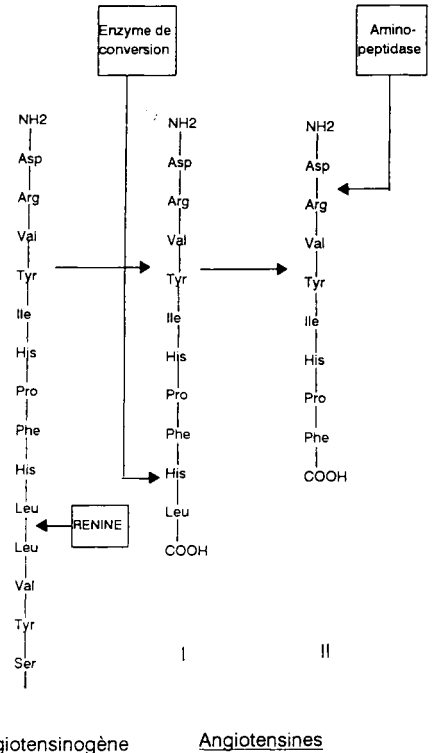 Enzyme de
conversion
Amino-
peptidase
NH2
Asp
Arg
Val
Tyr
Ile
His
Pro
Phe
His
Leu
Leu
Val
Tyr
Ser
RENINE
NH2
Asp
Arg
Val
Tyr
Ile
His
Pro
Phe
His
Leu
COOH
I
NH2
Asp
Arg
Val
Tyr
Ile
His
Pro
Phe
COOH
II
giotensinogène
Angiotensines